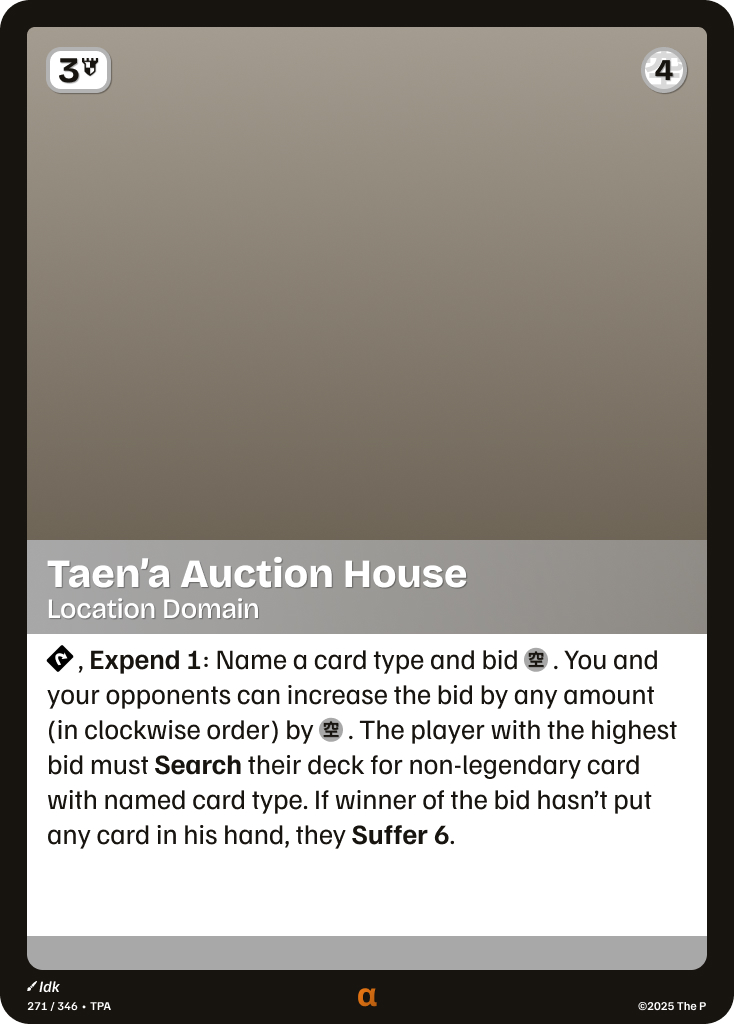 3
4
Taen'a Auction House
Location Domain
, Expend 1: Name a card type and bid 空 . You and
your opponents can increase the bid by any amount
(in clockwise order) by 空 . The player with the highest
bid must Search their deck for non-legendary card
with named card type. If winner of the bid hasn't put
any card in his hand, they Suffer 6.
Idk
271 / 346 • TPA
α
©2025 The P